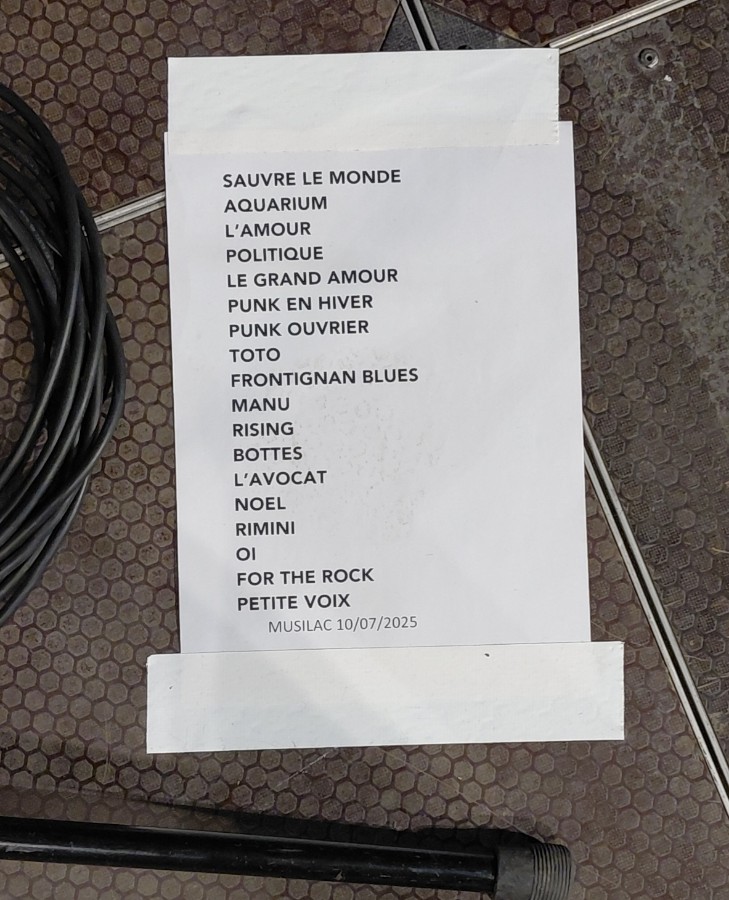 SAUVRE LE MONDE
AQUARIUM
L'AMOUR
POLITIQUE
LE GRAND AMOUR
PUNK EN HIVER
PUNK OUVRIER
TOTO
FRONTIGNAN BLUES
MANU
RISING
BOTTES
L'AVOCAT
NOEL
RIMINI
OI
FOR THE ROCK
PETITE VOIX
MUSILAC 10/07/2025